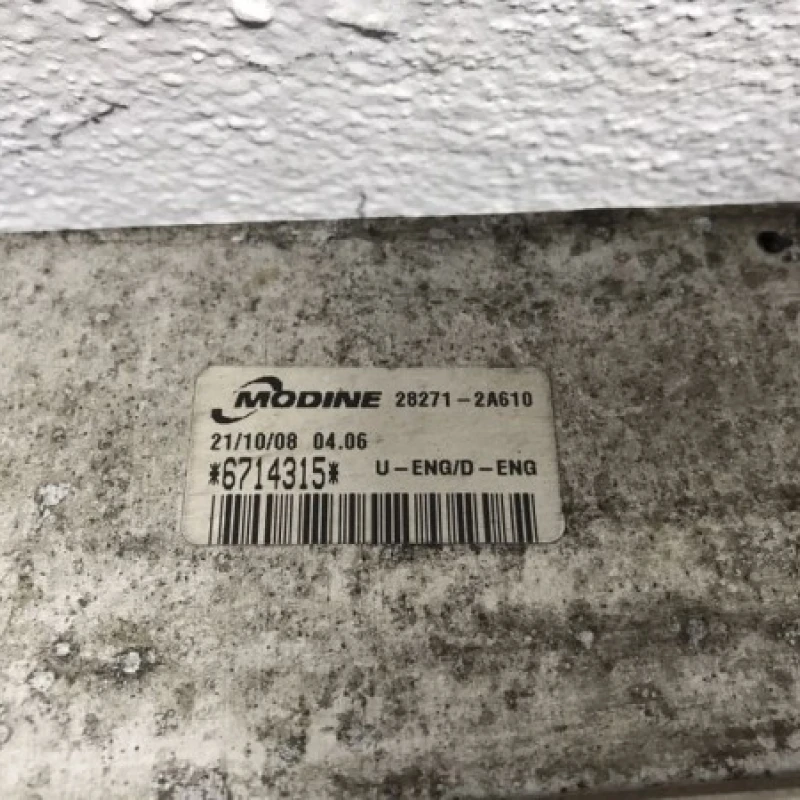 MODINE 28271-2A610
21/10/08 04.06
*6714315* U-ENG/D-ENG